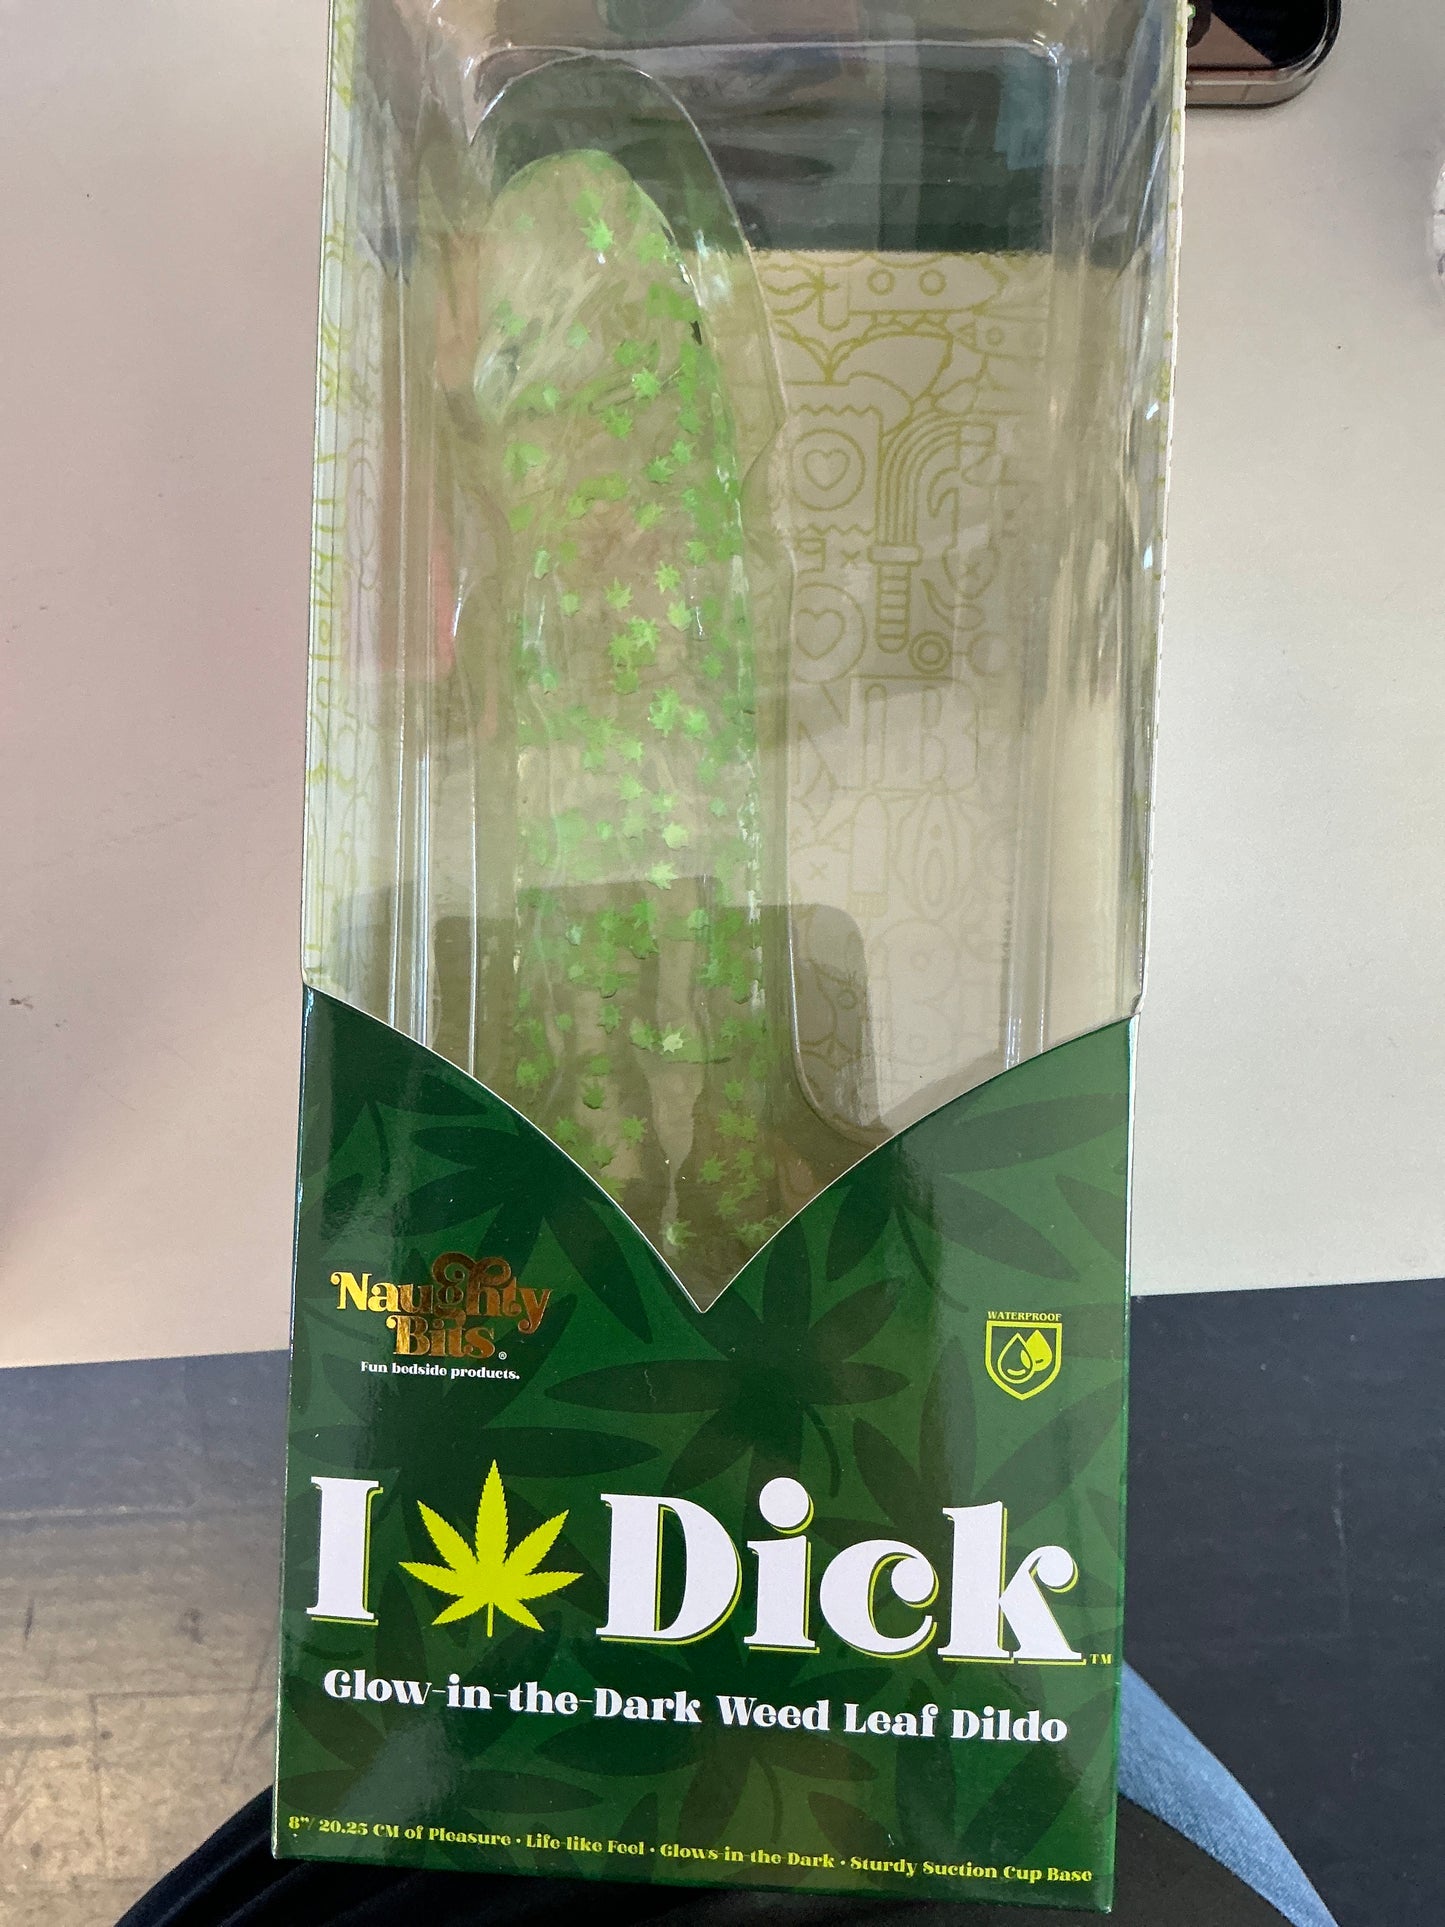 Naughty
Bits®
Fun bedside products.
WATERPROOF
I Dick™
Glow-in-the-Dark Weed Leaf Dildo
8"/ 20.25 CM of Pleasure • Life-like Feel • Glows-in-the Dark • Sturdy Suction Cup Base